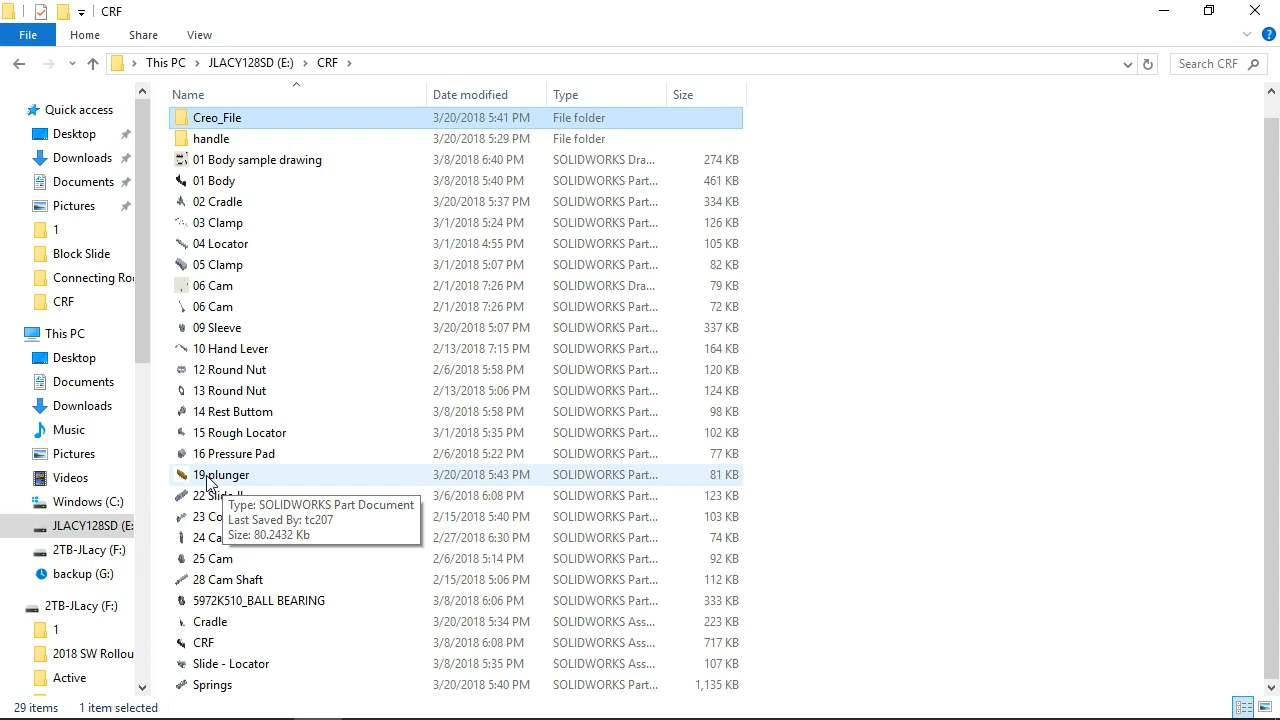 CRF
File Home Share View
This PC JLACY128SD (E:) CRF
Search CRF
Name Date modified Type Size
Quick access
Desktop
Downloads
Documents
Pictures
1
Block Slide
Connecting Ro
CRF
This PC
Desktop
Documents
Downloads
Music
Pictures
Videos
Windows (C:)
JLACY128SD (E:
2TB-JLacy (F:)
backup (G:)
2TB-JLacy (F:)
1
2018 SW Rollou
Active
Creo_File 3/20/2018 5:41 PM File folder
handle 3/20/2018 5:29 PM File folder
01 Body sample drawing 3/8/2018 6:40 PM SOLIDWORKS Dra... 274 KB
01 Body 3/8/2018 5:40 PM SOLIDWORKS Part... 461 KB
02 Cradle 3/20/2018 5:37 PM SOLIDWORKS Part... 334 KB
03 Clamp 3/1/2018 5:24 PM SOLIDWORKS Part... 126 KB
04 Locator 3/1/2018 4:55 PM SOLIDWORKS Part... 105 KB
05 Clamp 3/1/2018 5:07 PM SOLIDWORKS Part... 82 KB
06 Cam 2/1/2018 7:26 PM SOLIDWORKS Dra... 79 KB
06 Cam 2/1/2018 7:26 PM SOLIDWORKS Part... 72 KB
09 Sleeve 3/20/2018 5:07 PM SOLIDWORKS Part... 337 KB
10 Hand Lever 2/13/2018 7:15 PM SOLIDWORKS Part... 164 KB
12 Round Nut 2/6/2018 5:58 PM SOLIDWORKS Part... 120 KB
13 Round Nut 2/13/2018 5:06 PM SOLIDWORKS Part... 124 KB
14 Rest Buttom 3/8/2018 5:58 PM SOLIDWORKS Part... 98 KB
15 Rough Locator 3/1/2018 5:35 PM SOLIDWORKS Part... 102 KB
16 Pressure Pad 2/6/2018 5:22 PM SOLIDWORKS Part... 77 KB
19 plunger 3/20/2018 5:43 PM SOLIDWORKS Part... 81 KB
22 3/6/2018 6:08 PM SOLIDWORKS Part... 123 KB
23 Co 2/15/2018 5:40 PM SOLIDWORKS Part... 103 KB
24 Ca 2/27/2018 6:30 PM SOLIDWORKS Part... 74 KB
Type: SOLIDWORKS Part Document
Last Saved By: tc207
Size: 80.2432 Kb
25 Cam 2/6/2018 5:14 PM SOLIDWORKS Part... 92 KB
28 Cam Shaft 2/15/2018 5:06 PM SOLIDWORKS Part... 112 KB
5972K510_BALL BEARING 3/8/2018 6:06 PM SOLIDWORKS Part... 333 KB
Cradle 3/20/2018 5:34 PM SOLIDWORKS Ass... 223 KB
CRF 3/8/2018 6:08 PM SOLIDWORKS Ass... 717 KB
Slide - Locator 3/8/2018 5:35 PM SOLIDWORKS Ass... 107 KB
Springs 3/20/2018 5:40 PM SOLIDWORKS Part... 1,135 KB
29 items 1 item selected